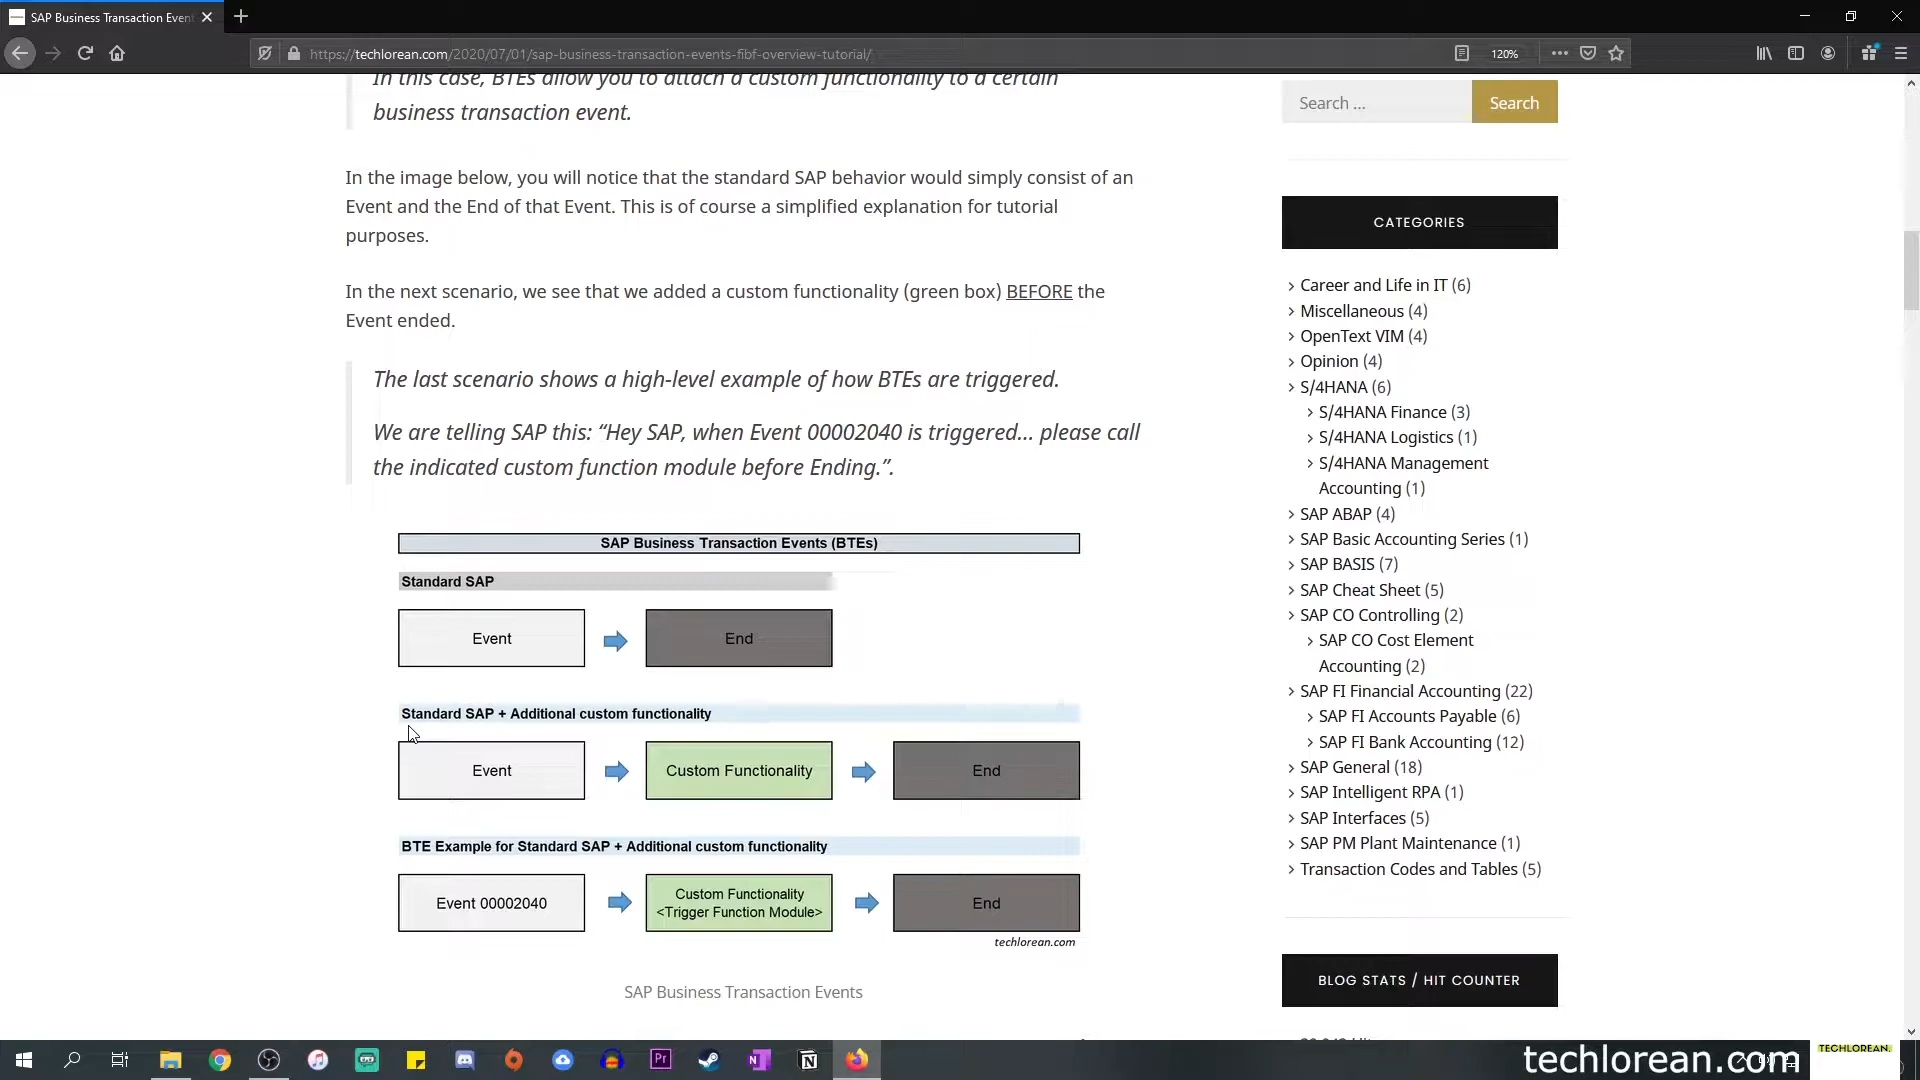 SAP Business Transaction Event
https://techlorean.com/2020/07/01/sap-business-transaction-events-fibf-overview-tutorial/
120%
In this case, BTEs allow you to attach a custom functionality to a certain
business transaction event.
In the image below, you will notice that the standard SAP behavior would simply consist of an
Event and the End of that Event. This is of course a simplified explanation for tutorial
purposes.
In the next scenario, we see that we added a custom functionality (green box) BEFORE the
Event ended.
The last scenario shows a high-level example of how BTEs are triggered.
We are telling SAP this: “Hey SAP, when Event 00002040 is triggered… please call
the indicated custom function module before Ending.”.
SAP Business Transaction Events (BTEs)
Standard SAP
Event
End
Standard SAP + Additional custom functionality
Event
Custom Functionality
End
BTE Example for Standard SAP + Additional custom functionality
Event 00002040
Custom Functionality
<Trigger Function Module>
End
techlorean.com
SAP Business Transaction Events
Search …
Search
CATEGORIES
Career and Life in IT (6)
Miscellaneous (4)
OpenText VIM (4)
Opinion (4)
S/4HANA (6)
S/4HANA Finance (3)
S/4HANA Logistics (1)
S/4HANA Management
Accounting (1)
SAP ABAP (4)
SAP Basic Accounting Series (1)
SAP BASIS (7)
SAP Cheat Sheet (5)
SAP CO Controlling (2)
SAP CO Cost Element
Accounting (2)
SAP FI Financial Accounting (22)
SAP FI Accounts Payable (6)
SAP FI Bank Accounting (12)
SAP General (18)
SAP Intelligent RPA (1)
SAP Interfaces (5)
SAP PM Plant Maintenance (1)
Transaction Codes and Tables (5)
BLOG STATS / HIT COUNTER
Pr
N
N
techlorean.com
TECHLOREAN.